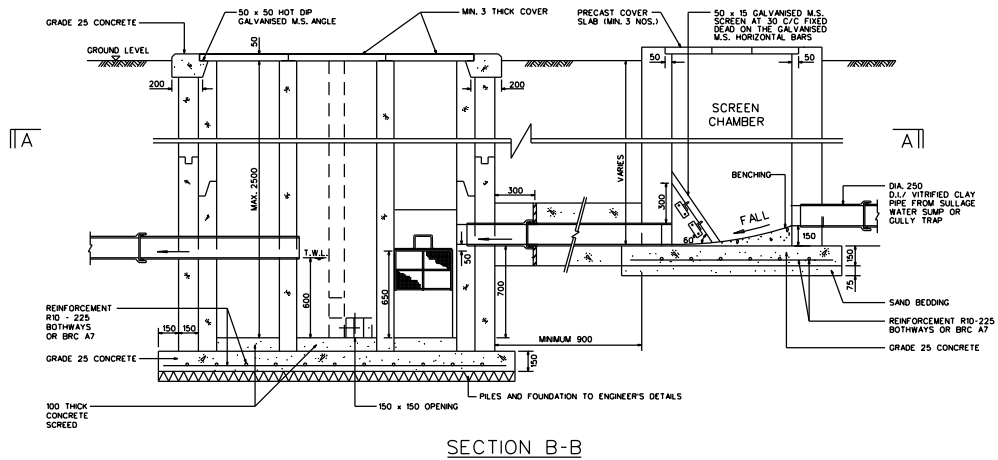 GRADE 25 CONCRETE
50 x 50 HOT DIP
GALVANISED M.S. ANGLE
MIN. 3 THICK COVER
PRECAST COVER
SLAB (MIN. 3 NOS.)
50 x 15 GALVANISED M.S.
SCREEN AT 30 C/C FIXED
DEAD ON THE GALVANISED
M.S. HORIZONTAL BARS
GROUND LEVEL
50
50
50
200
200
SCREEN
CHAMBER
A
A
MAX. 2500
VARIES
BENCHING
300
300
DIA. 250
D.I./ VITRIFIED CLAY
PIPE FROM SULLAGE
WATER SUMP OR
GULLY TRAP
FALL
60°
150
T.W.L.
50
600
650
700
150
75
REINFORCEMENT
R10 - 225
BOTHWAYS
OR BRC A7
150
150
SAND BEDDING
REINFORCEMENT R10-225
BOTHWAYS OR BRC A7
MINIMUM 900
GRADE 25 CONCRETE
GRADE 25 CONCRETE
150
PILES AND FOUNDATION TO ENGINEER'S DETAILS
100 THICK
CONCRETE
SCREED
150 x 150 OPENING
SECTION B-B